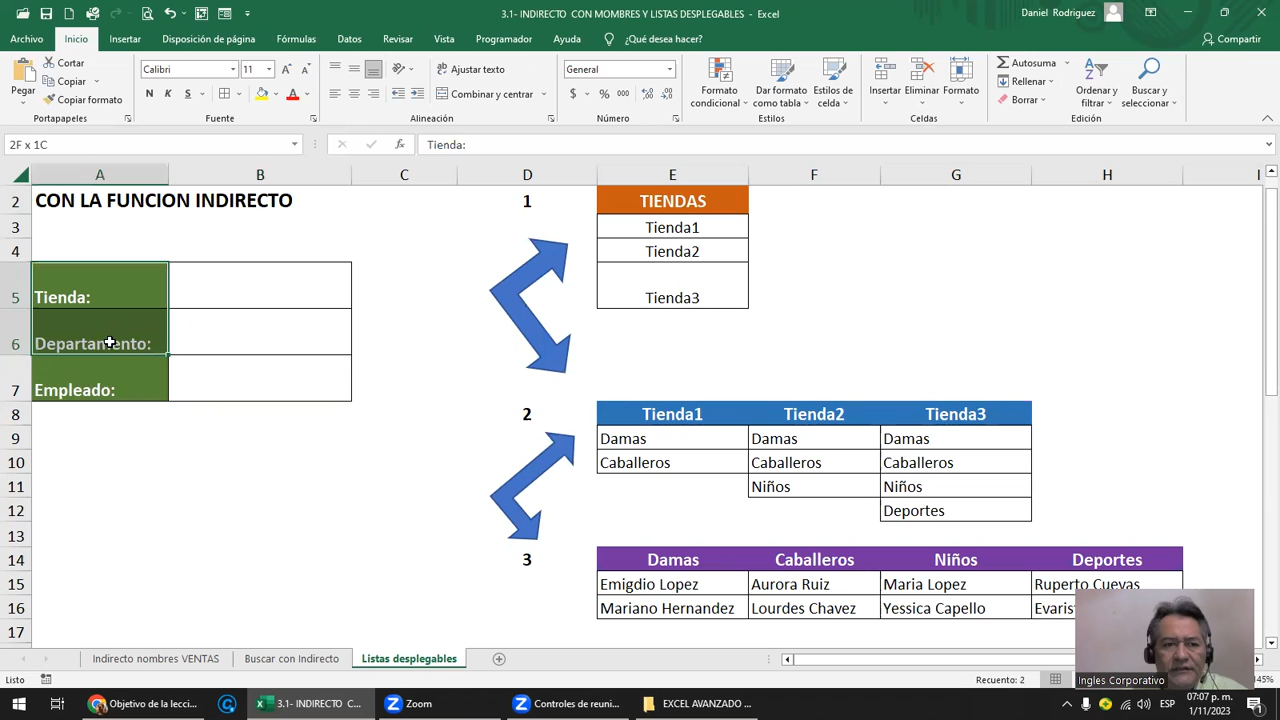 3.1- INDIRECTO CON MOMBRES Y LISTAS DESPLEGABLES - Excel
Daniel Rodriguez
Archivo Inicio Insertar Disposición de página Fórmulas Datos Revisar Vista Programador Ayuda ¿Qué desea hacer? Compartir
Pegar
Cortar
Copiar
Copiar formato
Portapapeles
Calibri 11
N K S
A
Fuente
Ajustar texto
Combinar y centrar
Alineación
General
$ % 000
Número
Formato condicional
Dar formato como tabla
Estilos de celda
Estilos
Insertar Eliminar Formato
Celdas
Autosuma
Rellenar
Borrar
Ordenar y filtrar
Buscar y seleccionar
Edición
2F x 1C fx Tienda:
A B C D E F G H I
2 CON LA FUNCION INDIRECTO 1 TIENDAS
3 Tienda1
4 Tienda2
5 Tienda: Tienda3
6 Departamento:
7 Empleado:
8 2 Tienda1 Tienda2 Tienda3
9 Damas Damas Damas
10 Caballeros Caballeros Caballeros
11 Niños Niños
12 Deportes
13
14 3 Damas Caballeros Niños Deportes
15 Emigdio Lopez Aurora Ruiz Maria Lopez Ruperto Cuevas
16 Mariano Hernandez Lourdes Chavez Yessica Capello
17
Ingles Corporativo
Indirecto nombres VENTAS Buscar con Indirecto Listas desplegables
Listo Recuento: 2 145%
Objetivo de la lecci... 3.1- INDIRECTO C... Zoom Controles de reuni... EXCEL AVANZADO ... ESP 07:07 p. m.
1/11/2023